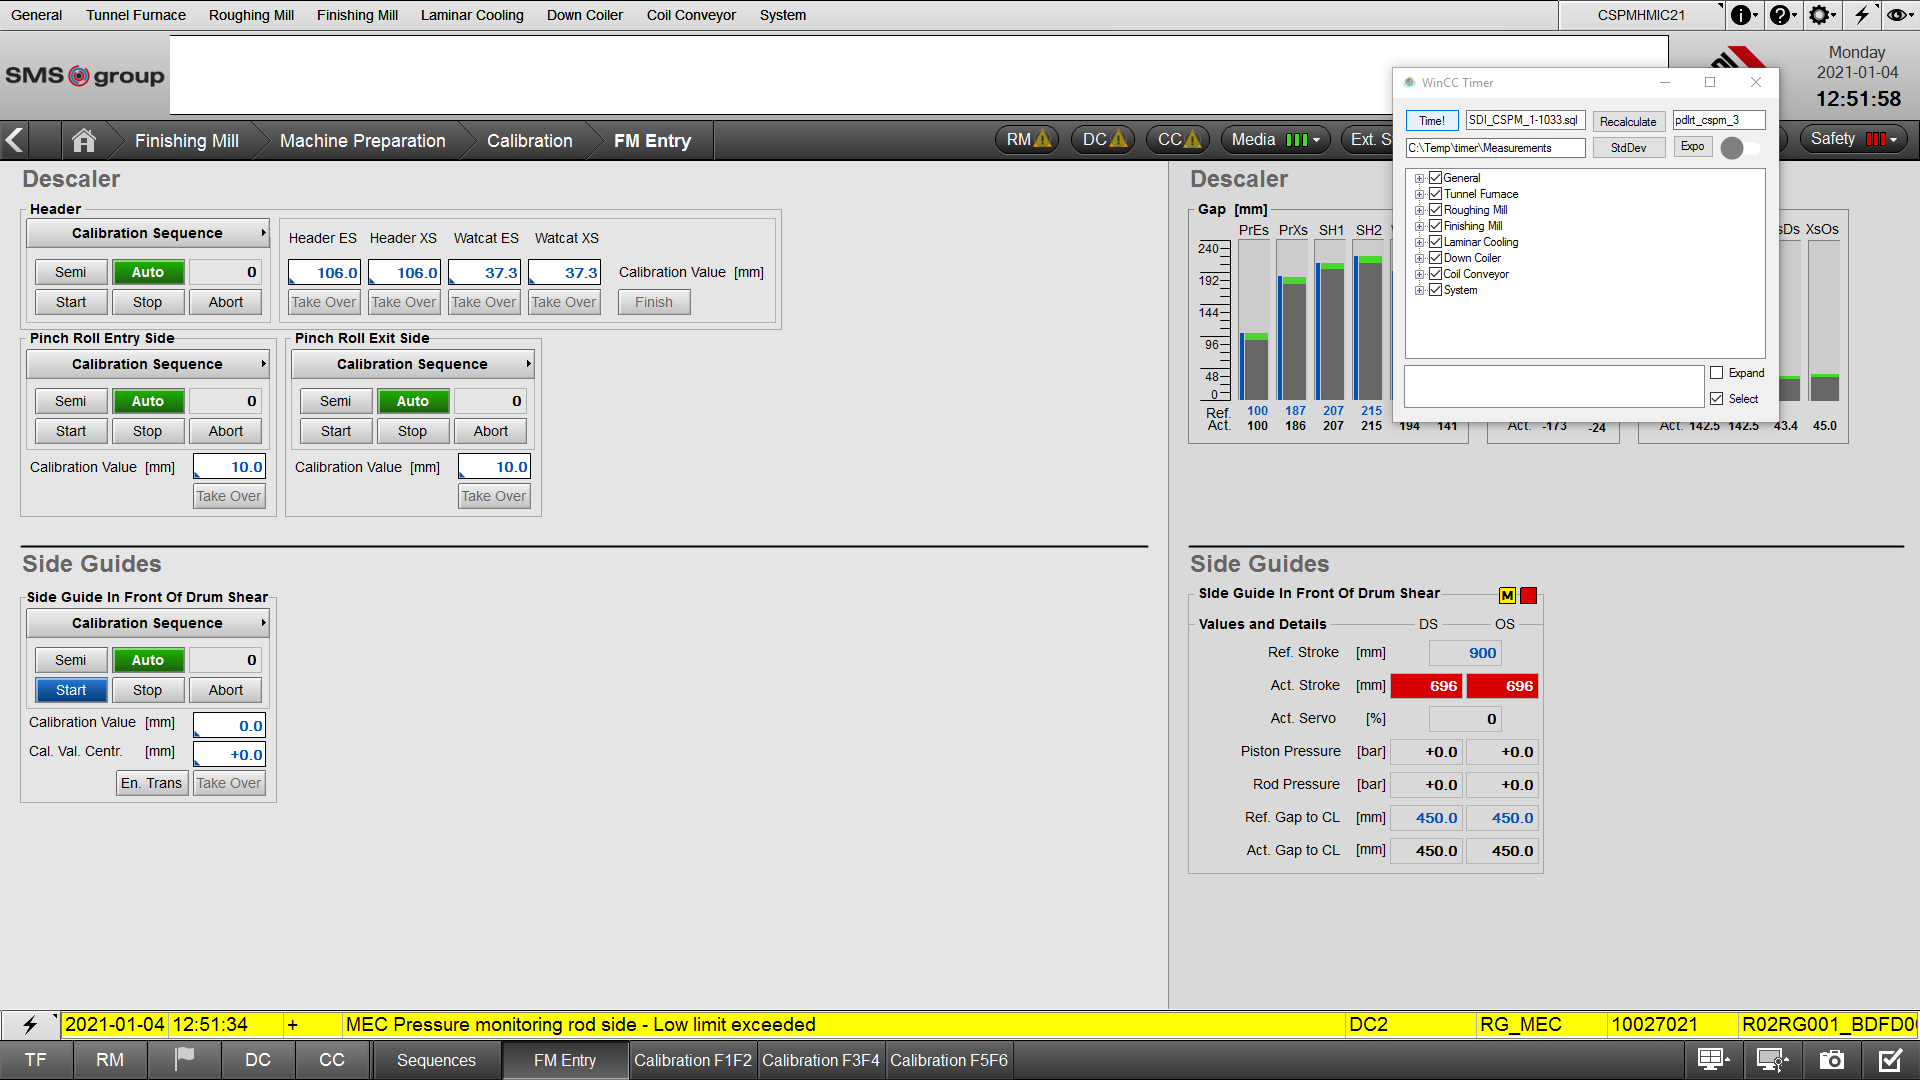 General Tunnel Furnace Roughing Mill Finishing Mill Laminar Cooling Down Coiler Coil Conveyor System CSPMHMIC21
SMS group
Monday
2021-01-04
12:51:58
Finishing Mill Machine Preparation Calibration FM Entry RM DC CC Media Ext. S Safety
WinCC Timer
Time! SDI_CSPM_1-1033.sql Recalculate pdlrt_cspm_3
C:\Temp\timer\Measurements StdDev Expo
General
Tunnel Furnace
Roughing Mill
Finishing Mill
Laminar Cooling
Down Coiler
Coil Conveyor
System
Expand
Select
Descaler
Header
Calibration Sequence
Semi Auto 0
Start Stop Abort
Header ES Header XS Watcat ES Watcat XS
106.0 106.0 37.3 37.3 Calibration Value [mm]
Take Over Take Over Take Over Take Over Finish
Pinch Roll Entry Side
Calibration Sequence
Semi Auto 0
Start Stop Abort
Calibration Value [mm] 10.0
Take Over
Pinch Roll Exit Side
Calibration Sequence
Semi Auto 0
Start Stop Abort
Calibration Value [mm] 10.0
Take Over
Side Guides
Side Guide In Front Of Drum Shear
Calibration Sequence
Semi Auto 0
Start Stop Abort
Calibration Value [mm] 0.0
Cal. Val. Centr. [mm] +0.0
En. Trans Take Over
Descaler
Gap [mm]
PrEs PrXs SH1 SH2 sDs XsOs
240
192
144
96
48
0
Ref. 100 187 207 215
Act. 100 186 207 215 194 141 Act. -173 -24 Act. 142.5 142.5 43.4 45.0
Side Guides
SIde Guide In Front Of Drum Shear M
Values and Details DS OS
Ref. Stroke [mm] 900
Act. Stroke [mm] 696 696
Act. Servo [%] 0
Piston Pressure [bar] +0.0 +0.0
Rod Pressure [bar] +0.0 +0.0
Ref. Gap to CL [mm] 450.0 450.0
Act. Gap to CL [mm] 450.0 450.0
2021-01-04 12:51:34 + MEC Pressure monitoring rod side - Low limit exceeded DC2 RG_MEC 10027021 R02RG001_BDFD0
TF RM DC CC Sequences FM Entry Calibration F1F2 Calibration F3F4 Calibration F5F6